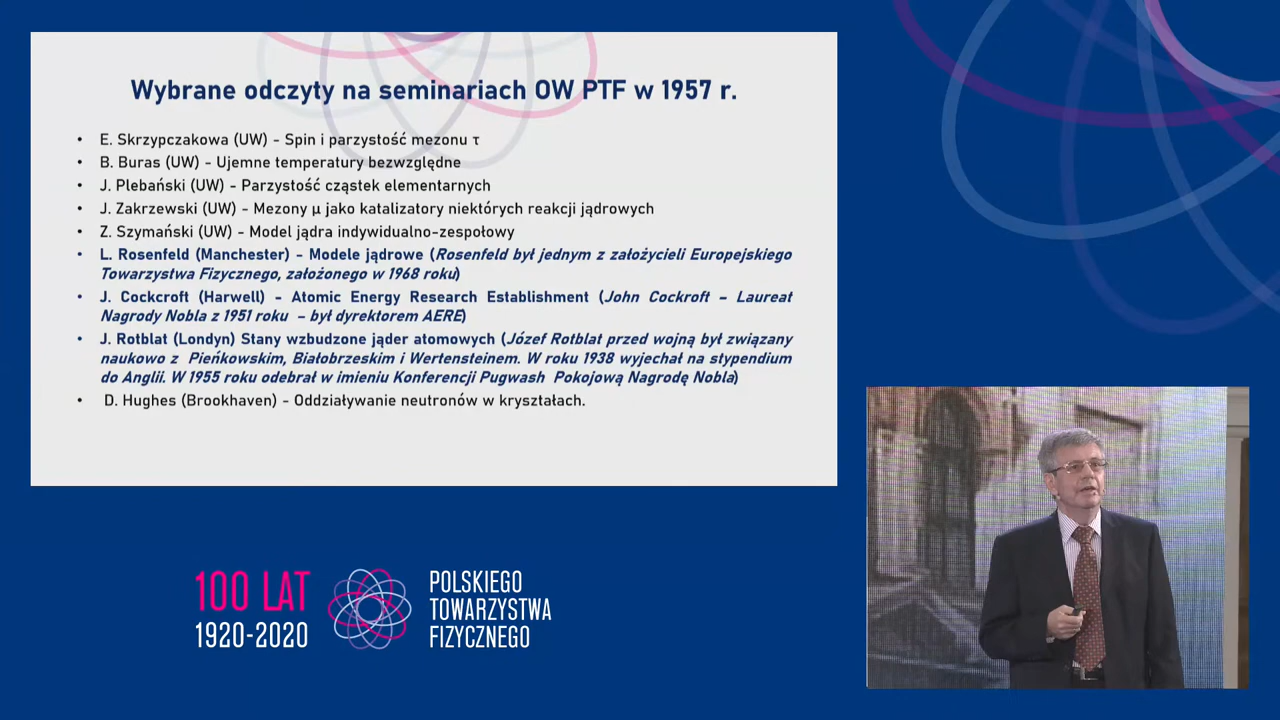 Wybrane odczyty na seminariach OW PTF w 1957 r.
• E. Skrzypczakowa (UW) - Spin i parzystość mezonu τ
• B. Buras (UW) - Ujemne temperatury bezwzględne
• J. Plebański (UW) - Parzystość cząstek elementarnych
• J. Zakrzewski (UW) - Mezony μ jako katalizatory niektórych reakcji jądrowych
• Z. Szymański (UW) - Model jądra indywidualno-zespołowy
• L. Rosenfeld (Manchester) - Modele jądrowe (Rosenfeld był jednym z założycieli Europejskiego
Towarzystwa Fizycznego, założonego w 1968 roku)
• J. Cockcroft (Harwell) - Atomic Energy Research Establishment (John Cockroft – Laureat
Nagrody Nobla z 1951 roku – był dyrektorem AERE)
• J. Rotblat (Londyn) Stany wzbudzone jąder atomowych (Józef Rotblat przed wojną był związany
naukowo z Pieńkowskim, Białobrzeskim i Wertensteinem. W roku 1938 wyjechał na stypendium
do Anglii. W 1955 roku odebrał w imieniu Konferencji Pugwash Pokojową Nagrodę Nobla)
• D. Hughes (Brookhaven) - Oddziaływanie neutronów w kryształach.
100 LAT
1920-2020
POLSKIEGO
TOWARZYSTWA
FIZYCZNEGO